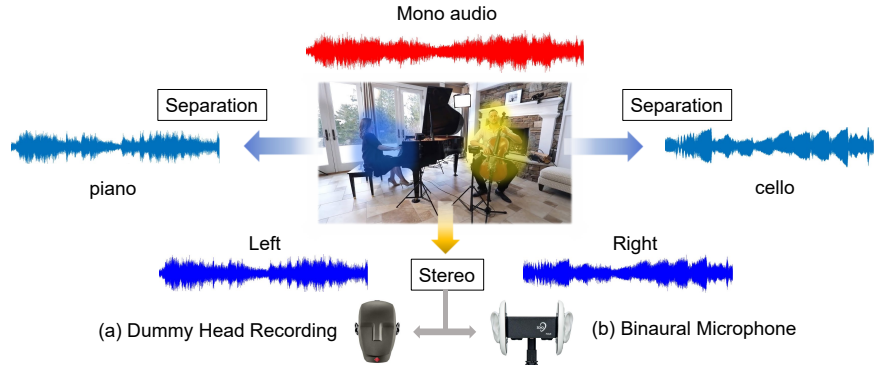 Mono audio
Separation
Separation
piano
cello
Left
Right
Stereo
(a) Dummy Head Recording
(b) Binaural Microphone